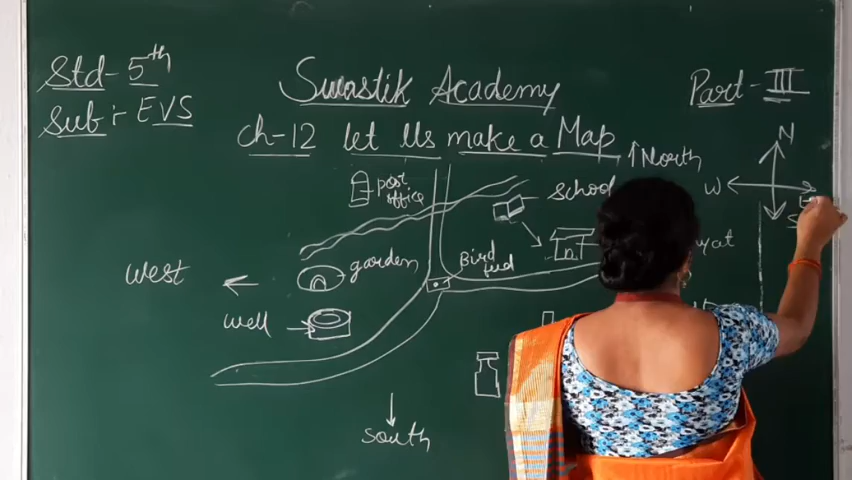 Std- 5th
Sub:- EVS
Swastik Academy
Part - III
ch-12 let Us make a Map
↑North
N
W
E
S
post office
school
garden
Bird
west ←
well
south